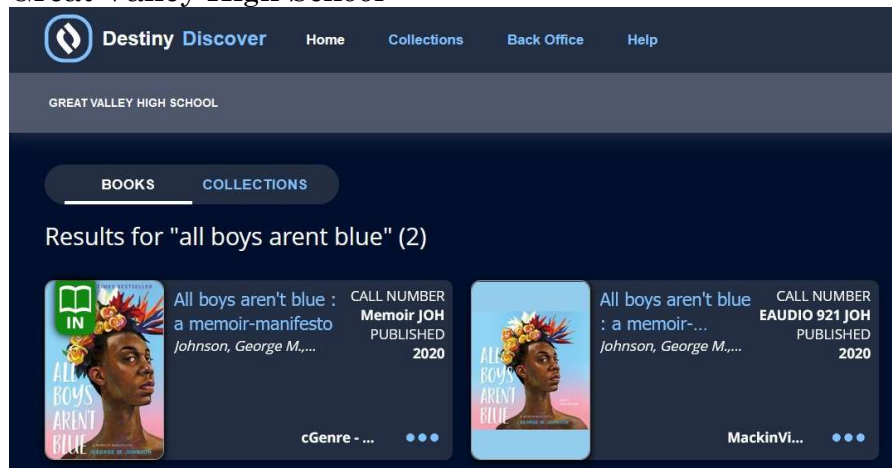 Great Valley High School
Destiny Discover Home Collections Back Office Help
GREAT VALLEY HIGH SCHOOL
BOOKS COLLECTIONS
Results for "all boys arent blue" (2)
IN
ALL
BOYS
AREN'T
BLUE
GEORGE M. JOHNSON
All boys aren't blue :
a memoir-manifesto
Johnson, George M.,...
CALL NUMBER
Memoir JOH
PUBLISHED
2020
cGenre - ...
ALL
BOYS
AREN'T
BLUE
All boys aren't blue
: a memoir-...
Johnson, George M.,...
CALL NUMBER
EAUDIO 921 JOH
PUBLISHED
2020
MackinVi...